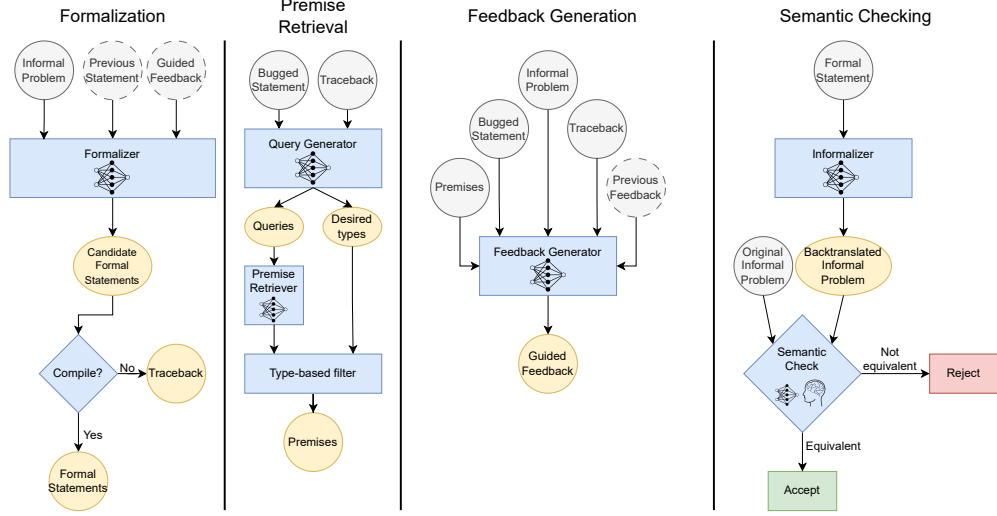 Formalization
Informal
Problem
Previous
Statement
Guided
Feedback
Formalizer
Candidate
Formal
Statements
Compile?
No
Traceback
Yes
Formal
Statements
Premise
Retrieval
Bugged
Statement
Traceback
Query Generator
Queries
Desired
types
Premise
Retriever
Type-based filter
Premises
Feedback Generation
Informal
Problem
Bugged
Statement
Traceback
Premises
Previous
Feedback
Feedback Generator
Guided
Feedback
Semantic Checking
Formal
Statement
Informalizer
Original
Informal
Problem
Backtranslated
Informal
Problem
Semantic
Check
Not
equivalent
Reject
Equivalent
Accept